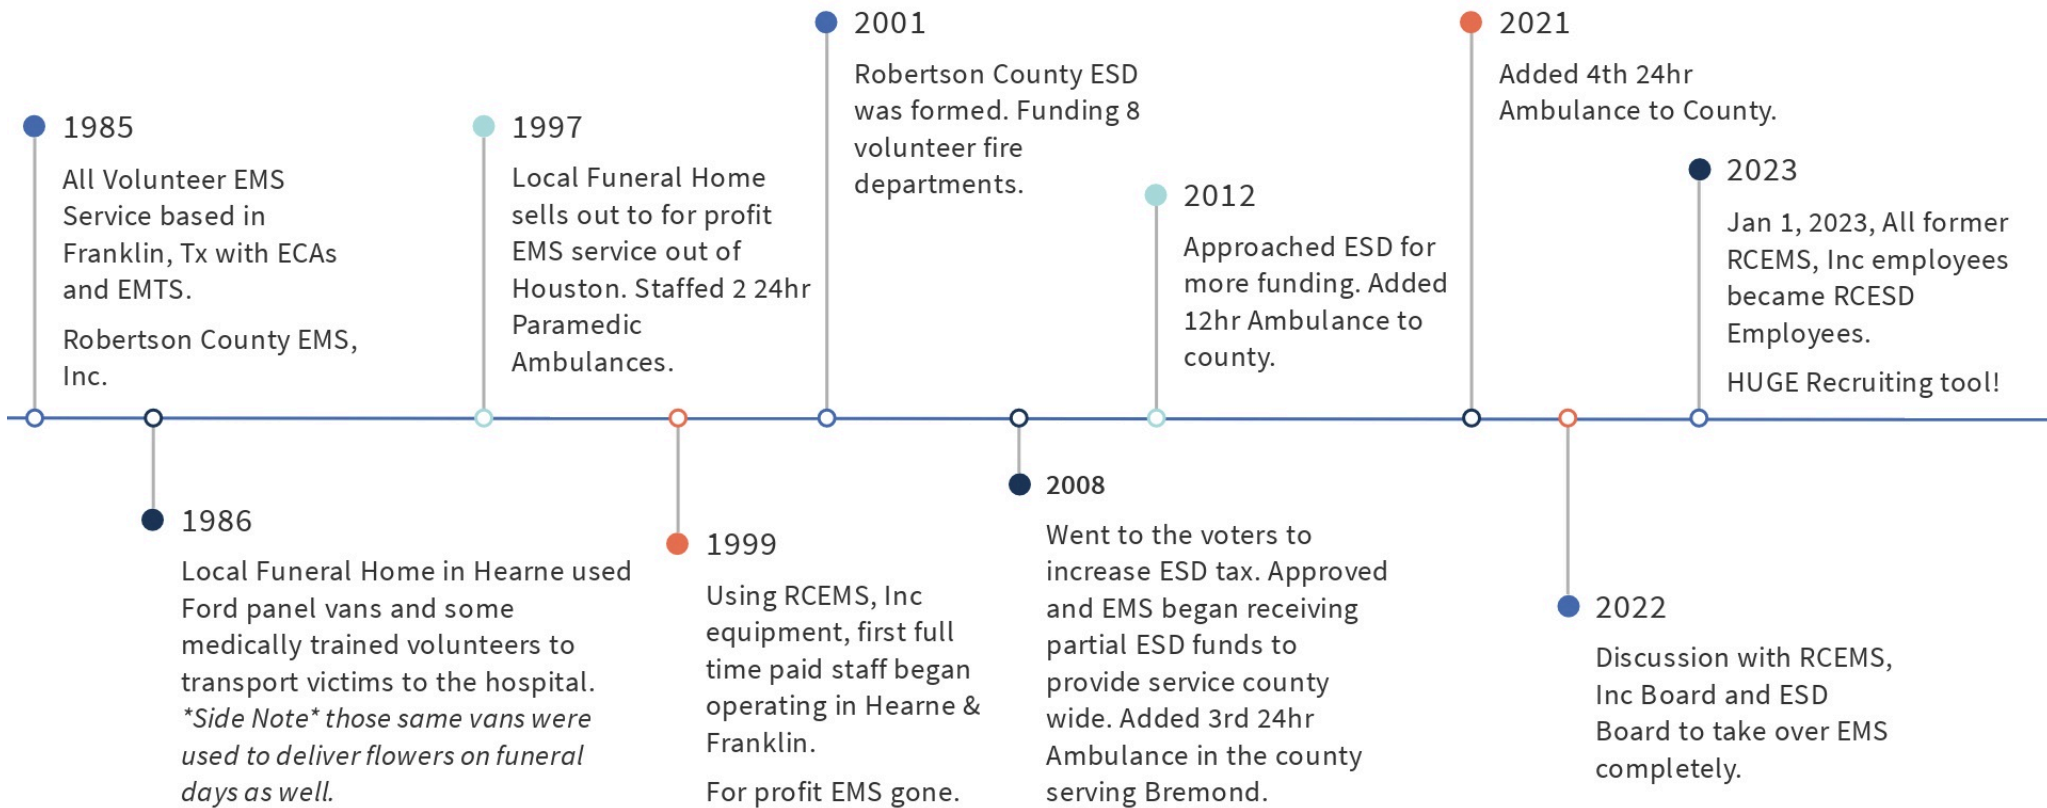 1985
All Volunteer EMS
Service based in
Franklin, Tx with ECAs
and EMTS.
Robertson County EMS,
Inc.
1986
Local Funeral Home in Hearne used
Ford panel vans and some
medically trained volunteers to
transport victims to the hospital.
*Side Note* those same vans were
used to deliver flowers on funeral
days as well.
1997
Local Funeral Home
sells out to for profit
EMS service out of
Houston. Staffed 2 24hr
Paramedic
Ambulances.
1999
Using RCEMS, Inc
equipment, first full
time paid staff began
operating in Hearne &
Franklin.
For profit EMS gone.
2001
Robertson County ESD
was formed. Funding 8
volunteer fire
departments.
2008
Went to the voters to
increase ESD tax. Approved
and EMS began receiving
partial ESD funds to
provide service county
wide. Added 3rd 24hr
Ambulance in the county
serving Bremond.
2012
Approached ESD for
more funding. Added
12hr Ambulance to
county.
2021
Added 4th 24hr
Ambulance to County.
2022
Discussion with RCEMS,
Inc Board and ESD
Board to take over EMS
completely.
2023
Jan 1, 2023, All former
RCEMS, Inc employees
became RCESD
Employees.
HUGE Recruiting tool!